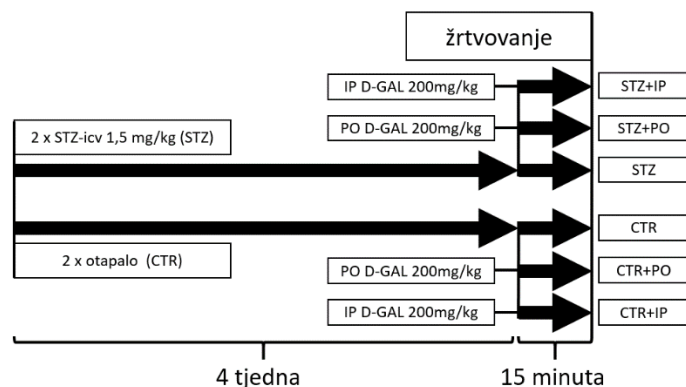 žrtvovanje
IP D-GAL 200mg/kg
STZ+IP
PO D-GAL 200mg/kg
STZ+PO
2 x STZ-icv 1,5 mg/kg (STZ)
STZ
CTR
2 x otapalo (CTR)
PO D-GAL 200mg/kg
CTR+PO
IP D-GAL 200mg/kg
CTR+IP
4 tjedna
15 minuta